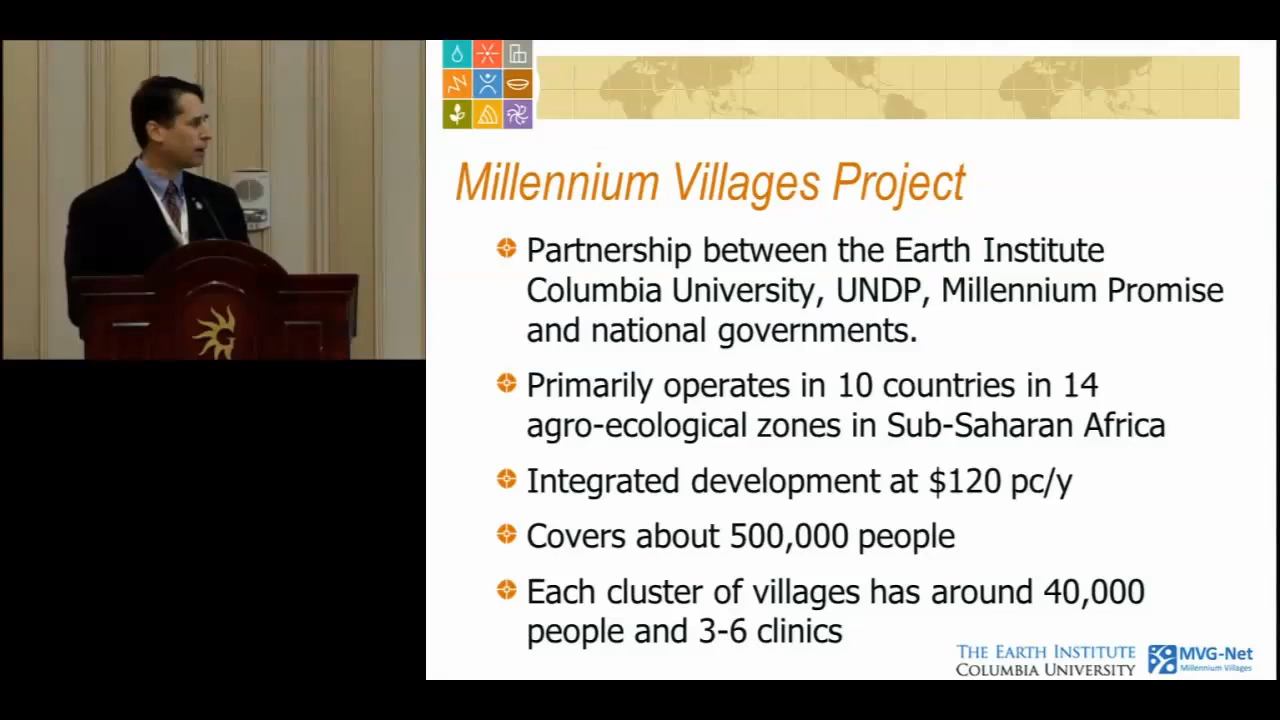 Millennium Villages Project
Partnership between the Earth Institute
Columbia University, UNDP, Millennium Promise
and national governments.
Primarily operates in 10 countries in 14
agro-ecological zones in Sub-Saharan Africa
Integrated development at $120 pc/y
Covers about 500,000 people
Each cluster of villages has around 40,000
people and 3-6 clinics
THE EARTH INSTITUTE
COLUMBIA UNIVERSITY
MVG-Net
Millennium Villages